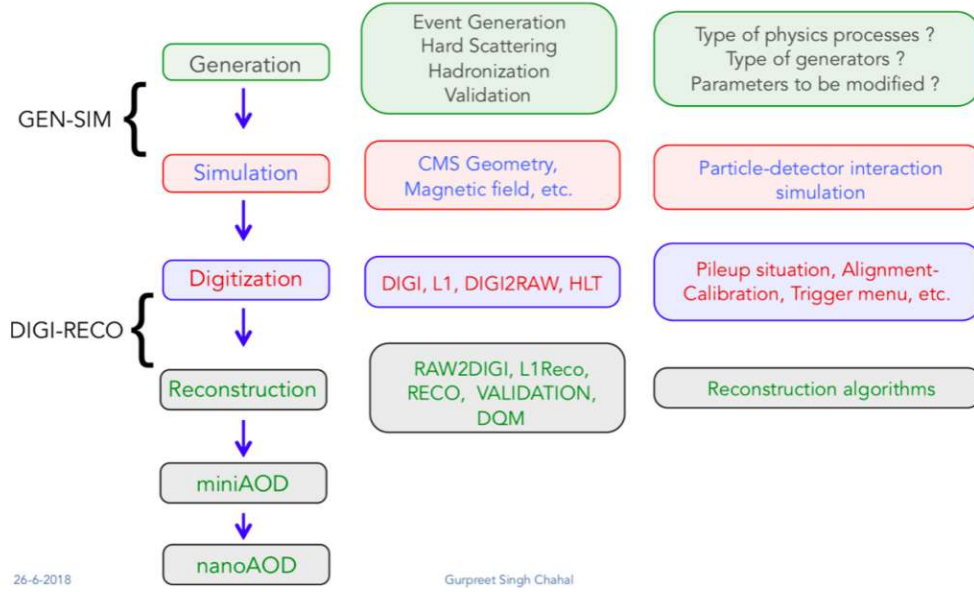 Generation
Event Generation
Hard Scattering
Hadronization
Validation
Type of physics processes ?
Type of generators ?
Parameters to be modified ?
GEN-SIM
Simulation
CMS Geometry,
Magnetic field, etc.
Particle-detector interaction
simulation
Digitization
DIGI, L1, DIGI2RAW, HLT
Pileup situation, Alignment-
Calibration, Trigger menu, etc.
DIGI-RECO
Reconstruction
RAW2DIGI, L1Reco,
RECO, VALIDATION,
DQM
Reconstruction algorithms
miniAOD
nanoAOD
26-6-2018
Gurpreet Singh Chahal